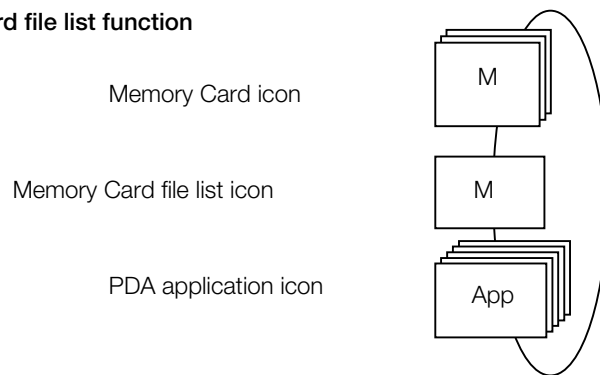 rd file list function
Memory Card icon
M
Memory Card file list icon
M
PDA application icon
App